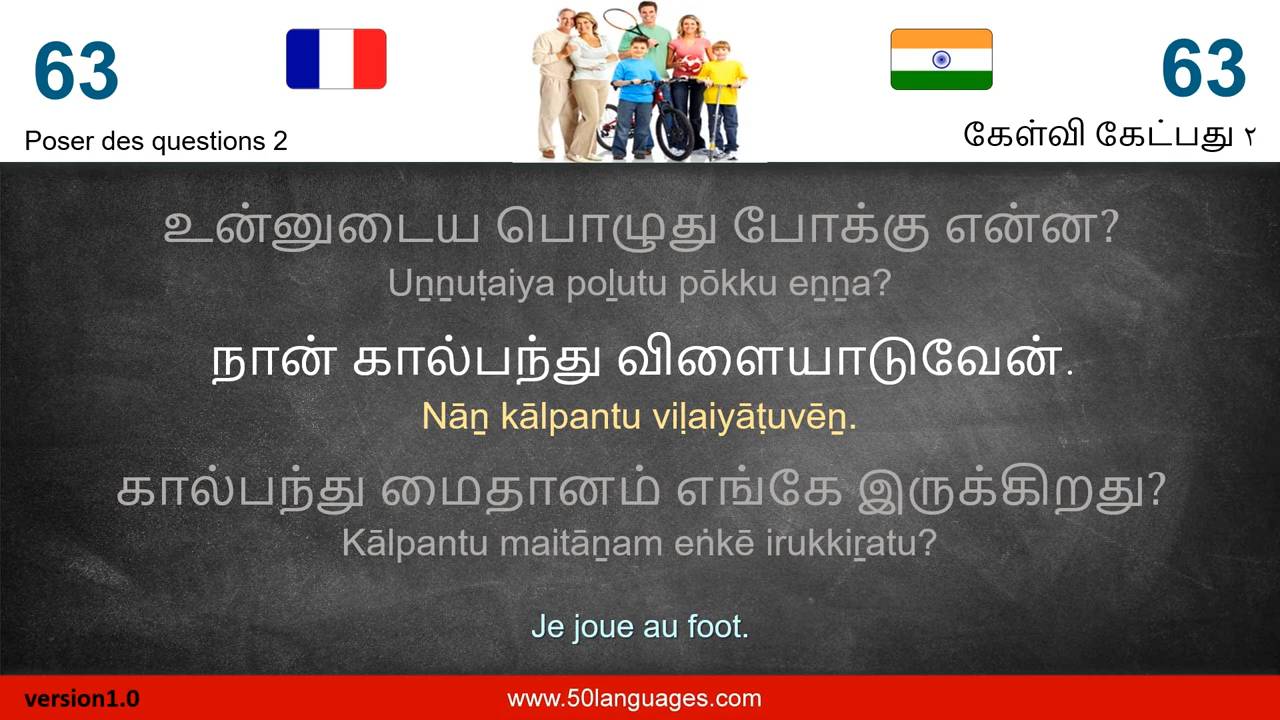 63
63
Poser des questions 2
கேள்வி கேட்பது ٢
உன்னுடைய பொழுது போக்கு என்ன?
Uṉṉuṭaiya poḻutu pōkku eṉṉa?
நான் கால்பந்து விளையாடுவேன்.
Nāṉ kālpantu viḷaiyāṭuvēṉ.
கால்பந்து மைதானம் எங்கே இருக்கிறது?
Kālpantu maitāṉam eṅkē irukkiṟatu?
Je joue au foot.
version1.0
www.50languages.com